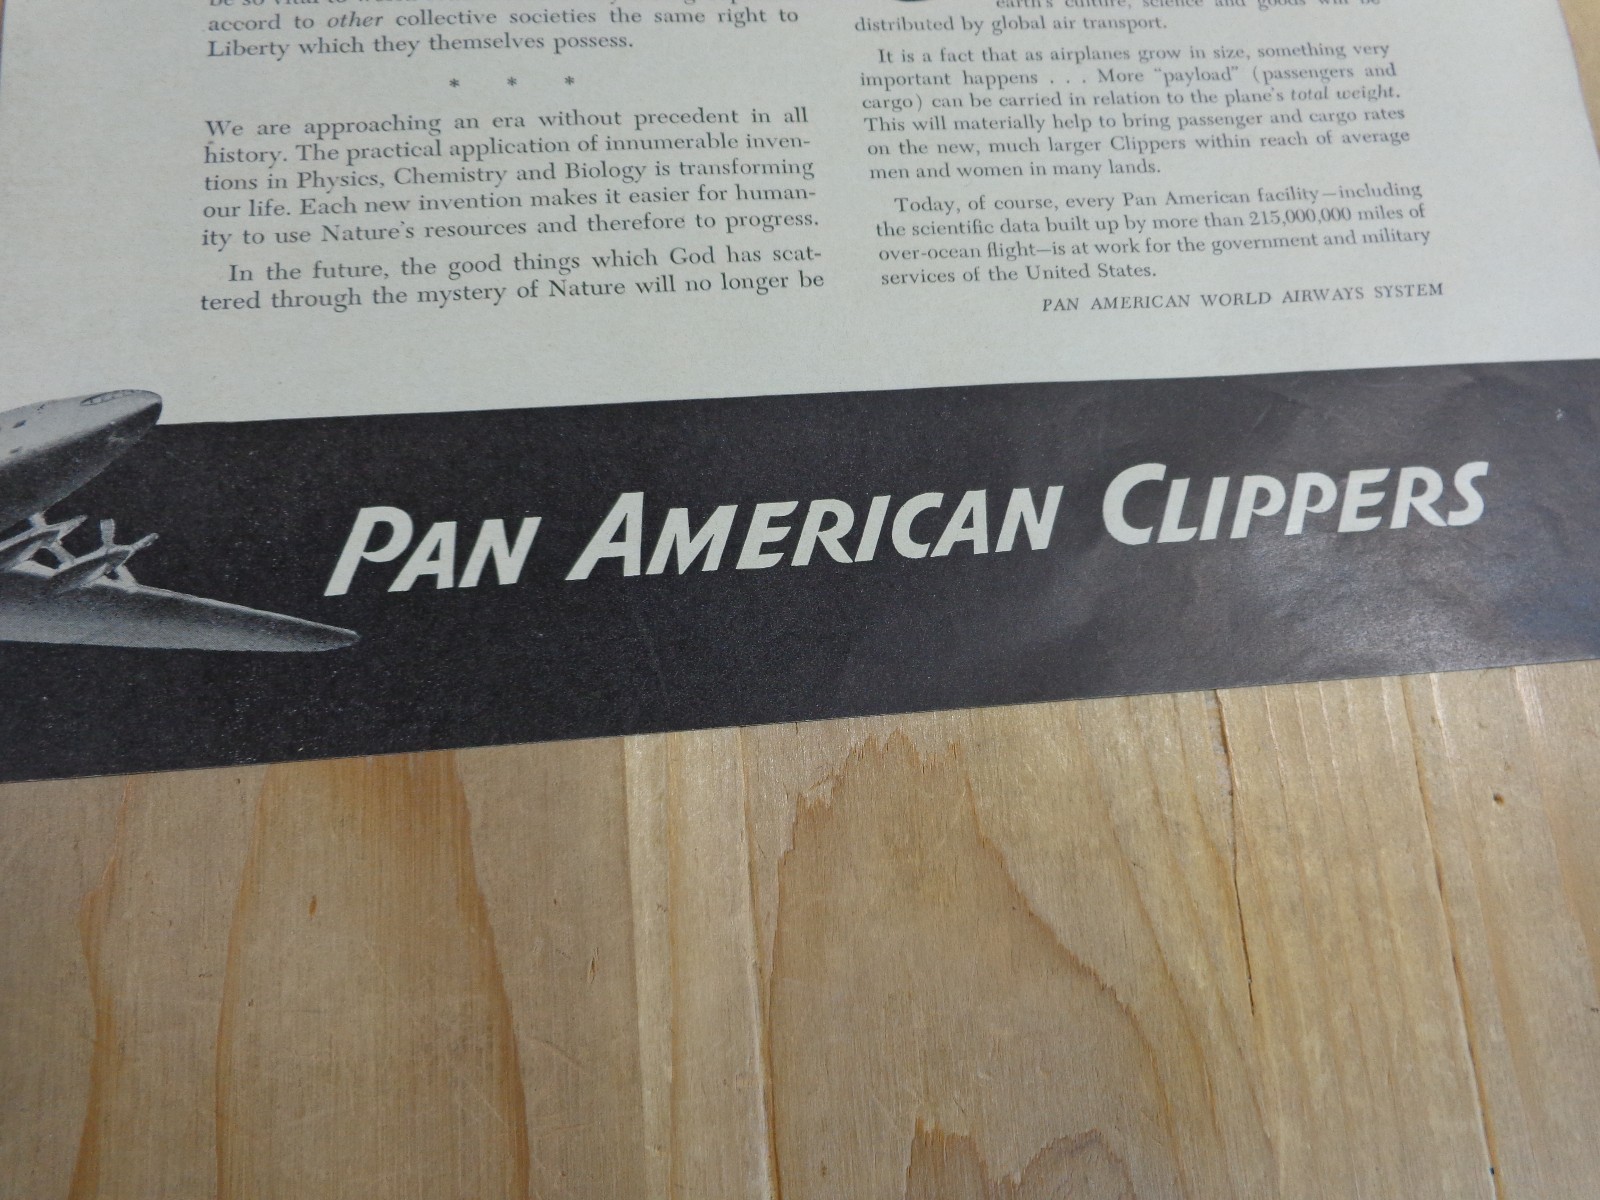 accord to other collective societies the same right to
Liberty which they themselves possess.
* * *
We are approaching an era without precedent in all
history. The practical application of innumerable inven-
tions in Physics, Chemistry and Biology is transforming
our life. Each new invention makes it easier for human-
ity to use Nature's resources and therefore to progress.
In the future, the good things which God has scat-
tered through the mystery of Nature will no longer be
earth's culture, science and goods will be
distributed by global air transport.
It is a fact that as airplanes grow in size, something very
important happens . . . More "payload" (passengers and
cargo) can be carried in relation to the plane's total weight.
This will materially help to bring passenger and cargo rates
on the new, much larger Clippers within reach of average
men and women in many lands.
Today, of course, every Pan American facility—including
the scientific data built up by more than 215,000,000 miles of
over-ocean flight—is at work for the government and military
services of the United States.
PAN AMERICAN WORLD AIRWAYS SYSTEM
PAN AMERICAN CLIPPERS